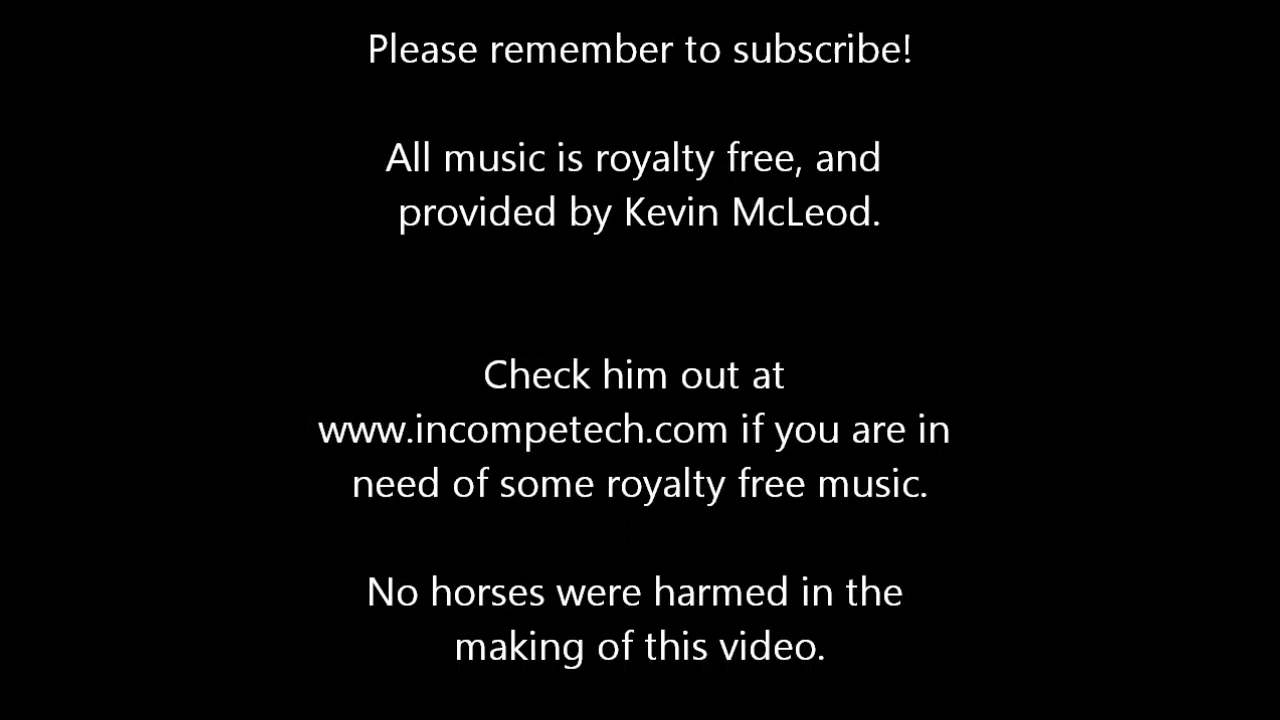 Please remember to subscribe!
All music is royalty free, and
provided by Kevin McLeod.
Check him out at
www.incompetech.com if you are in
need of some royalty free music.
No horses were harmed in the
making of this video.